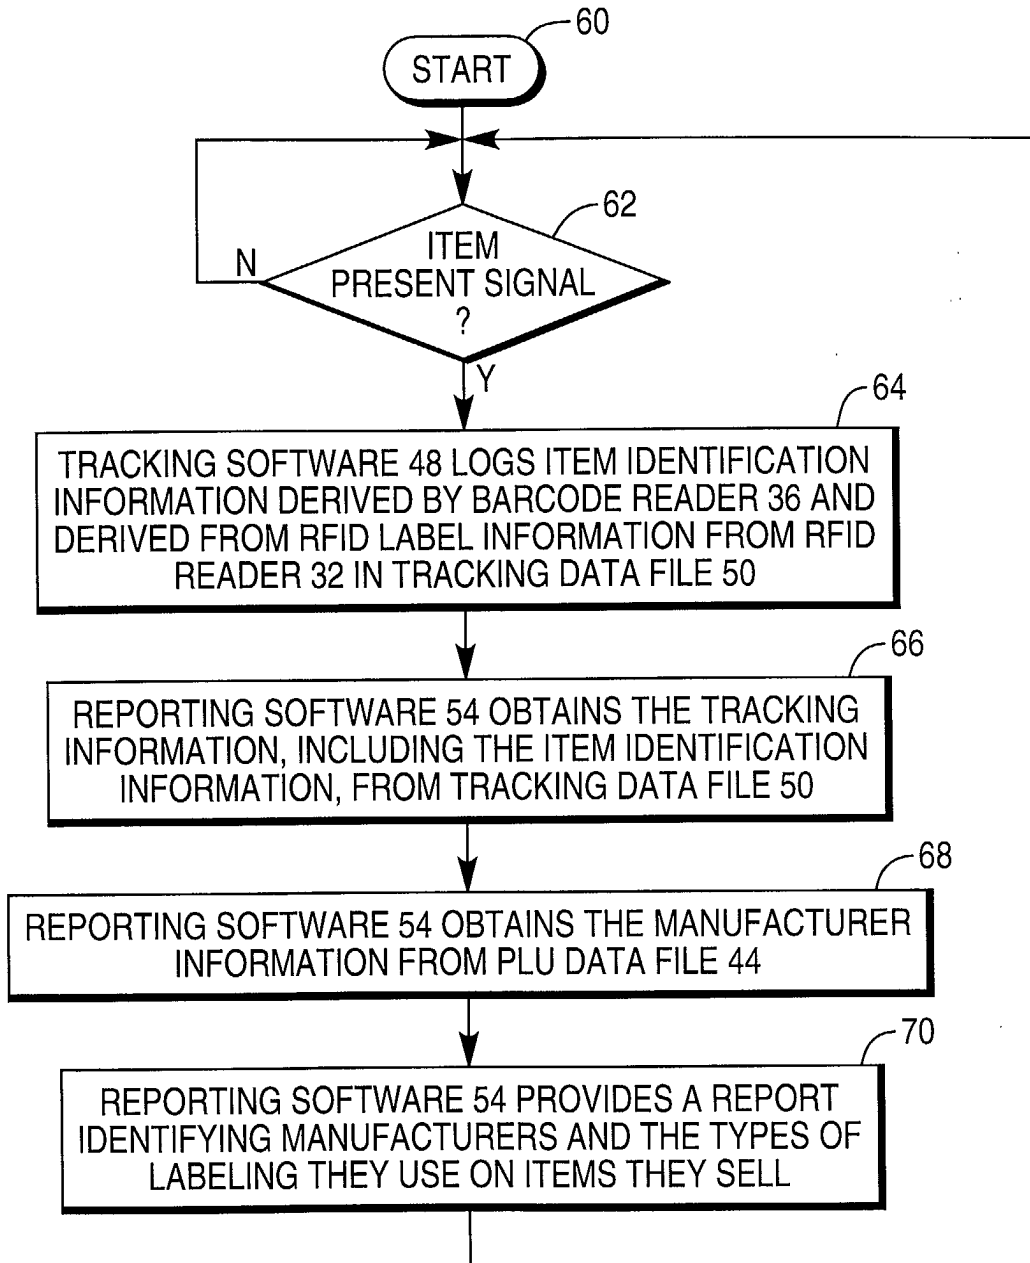 60
START
62
ITEM
PRESENT SIGNAL
?
N
Y
64
TRACKING SOFTWARE 48 LOGS ITEM IDENTIFICATION
INFORMATION DERIVED BY BARCODE READER 36 AND
DERIVED FROM RFID LABEL INFORMATION FROM RFID
READER 32 IN TRACKING DATA FILE 50
66
REPORTING SOFTWARE 54 OBTAINS THE TRACKING
INFORMATION, INCLUDING THE ITEM IDENTIFICATION
INFORMATION, FROM TRACKING DATA FILE 50
68
REPORTING SOFTWARE 54 OBTAINS THE MANUFACTURER
INFORMATION FROM PLU DATA FILE 44
70
REPORTING SOFTWARE 54 PROVIDES A REPORT
IDENTIFYING MANUFACTURERS AND THE TYPES OF
LABELING THEY USE ON ITEMS THEY SELL